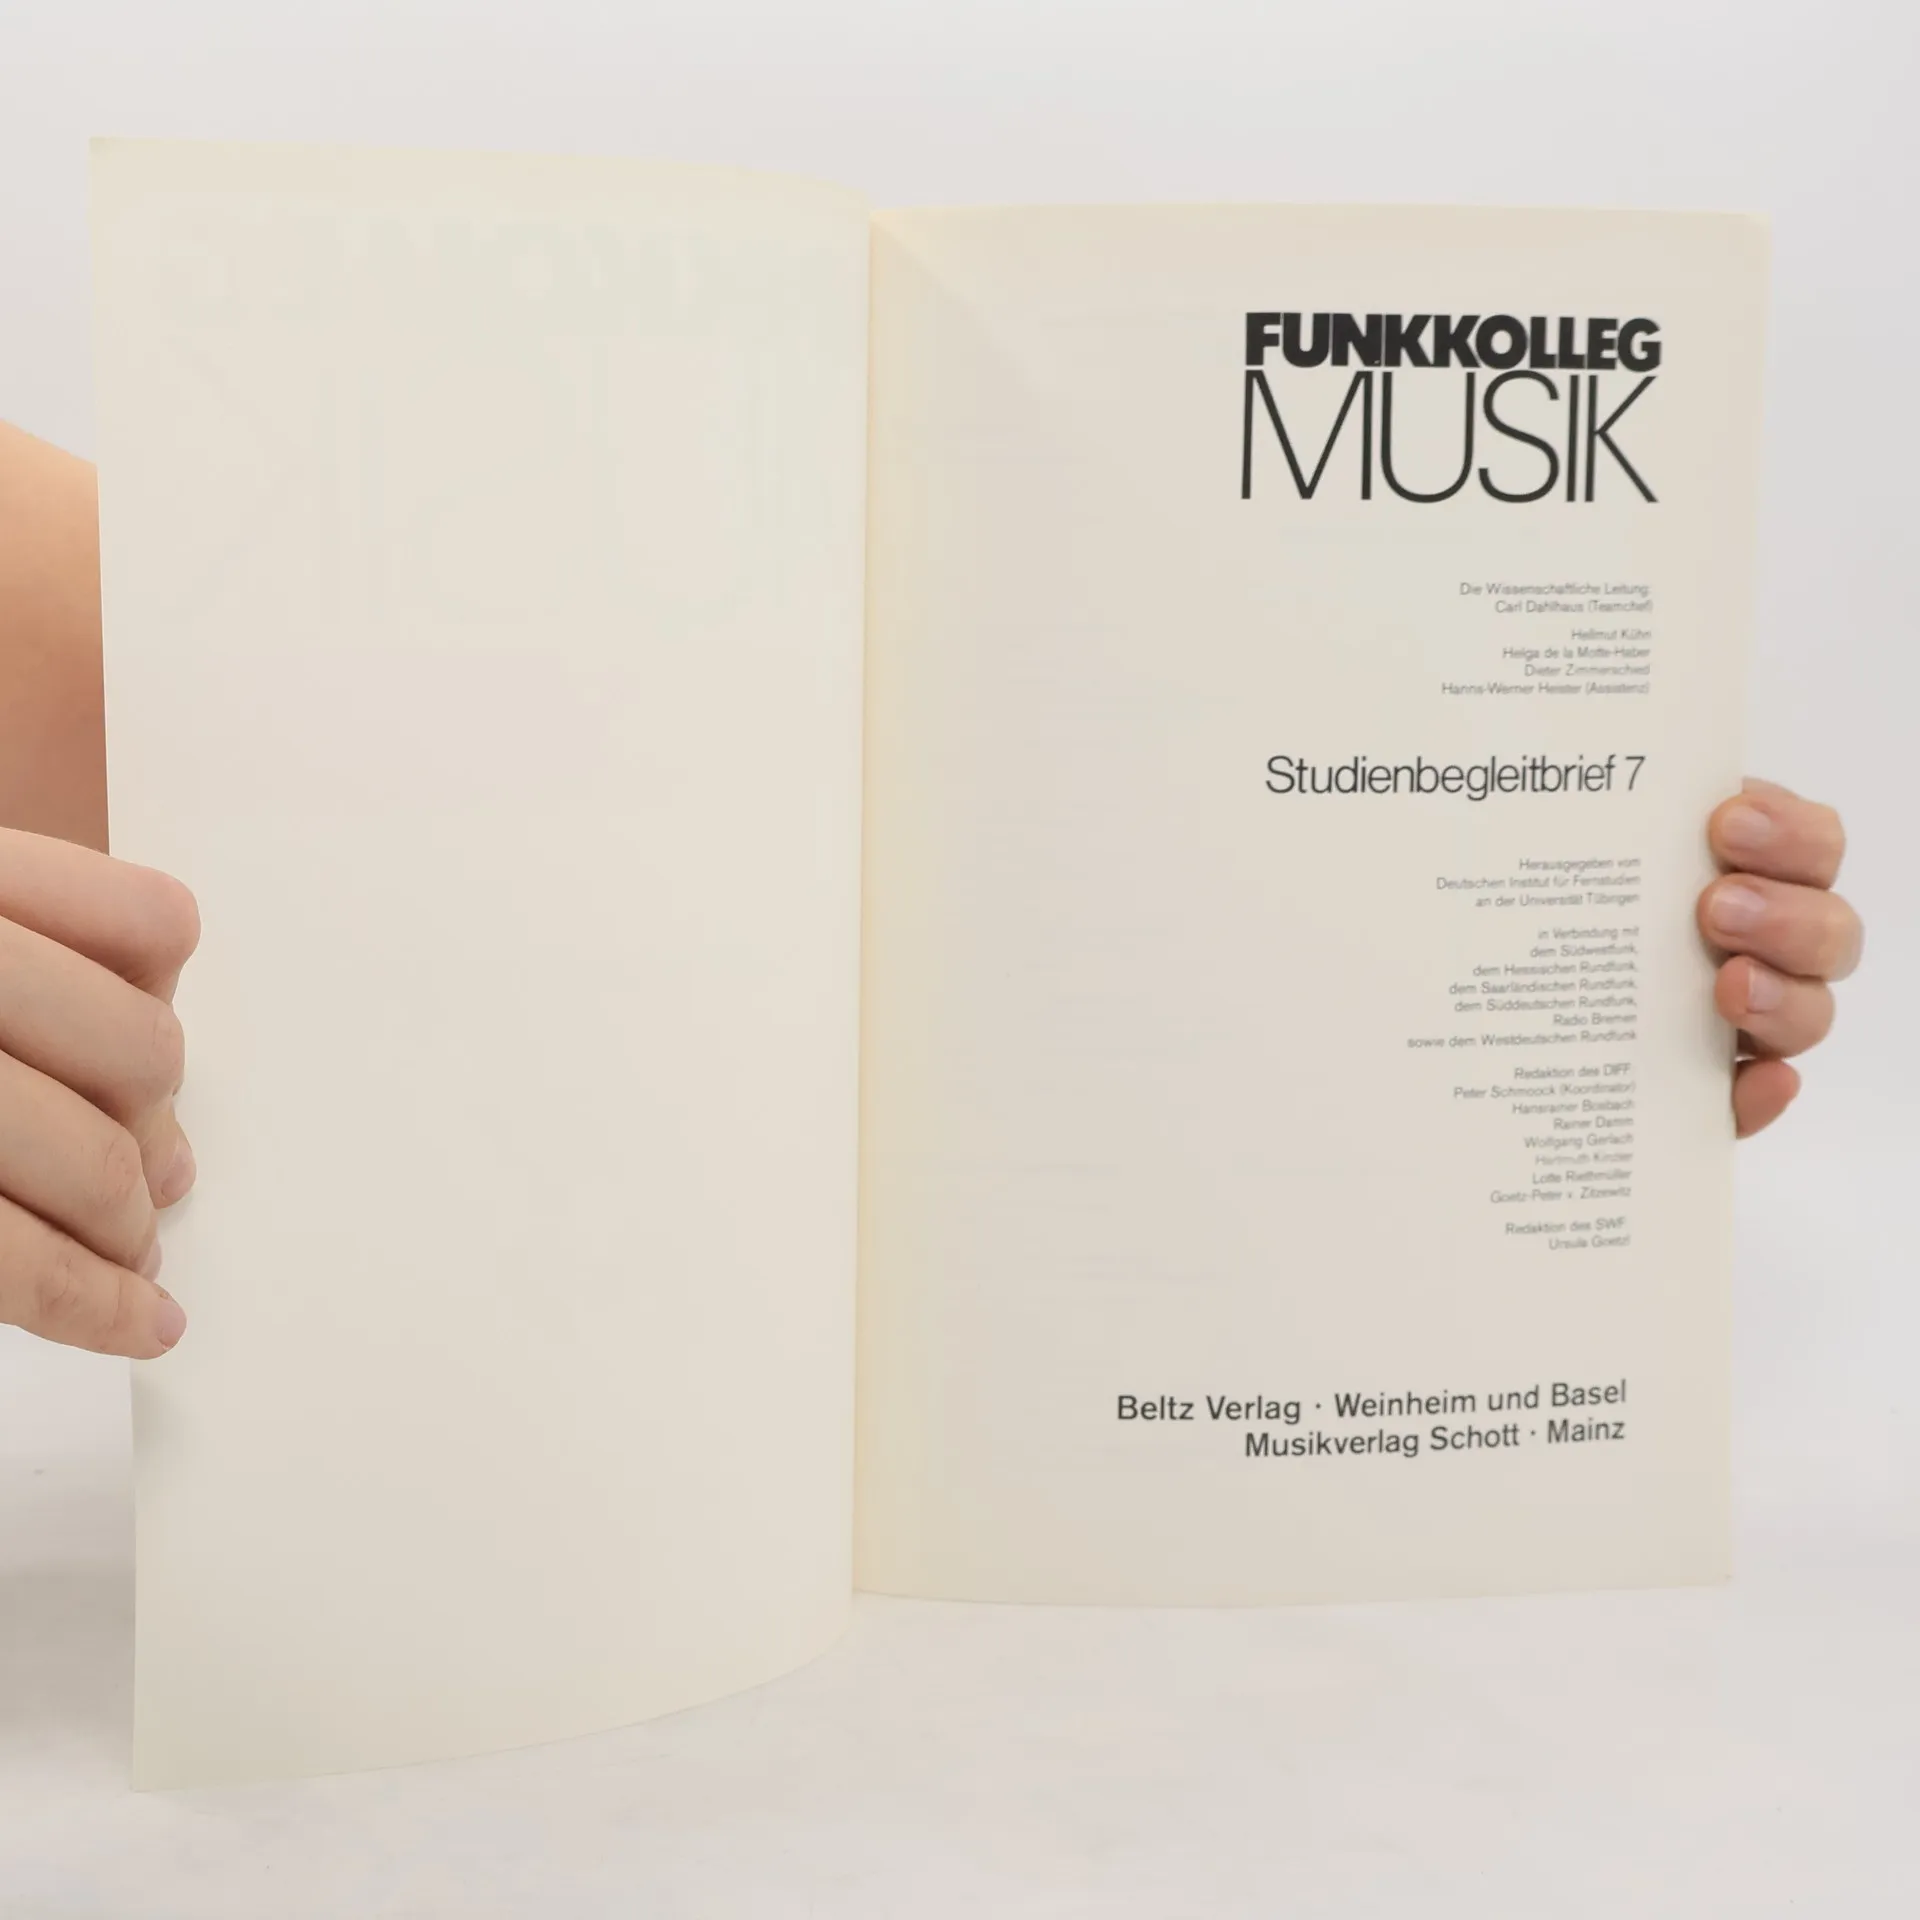 FUNKKOLLEG
MUSIK
Die Wissenschaftliche Leitung:
Carl Dahlhaus (Teamchef)
Hellmut Kühn
Helga de la Motte-Haber
Dieter Zimmerschied
Hanns-Werner Heister (Assistenz)
Studienbegleitbrief 7
Herausgegeben vom
Deutschen Institut für Fernstudien
an der Universität Tübingen
in Verbindung mit
dem Südwestfunk,
dem Hessischen Rundfunk,
dem Saarländischen Rundfunk,
dem Süddeutschen Rundfunk,
Radio Bremen
sowie dem Westdeutschen Rundfunk
Redaktion des DIFF:
Peter Schmoock (Koordinator)
Hansrainer Bosbach
Rainer Damm
Wolfgang Gerlach
Hartmuth Kinzler
Lotte Riethmüller
Goetz-Peter v. Zitzewitz
Redaktion des SWF:
Ursula Goetzl
Beltz Verlag · Weinheim und Basel
Musikverlag Schott · Mainz